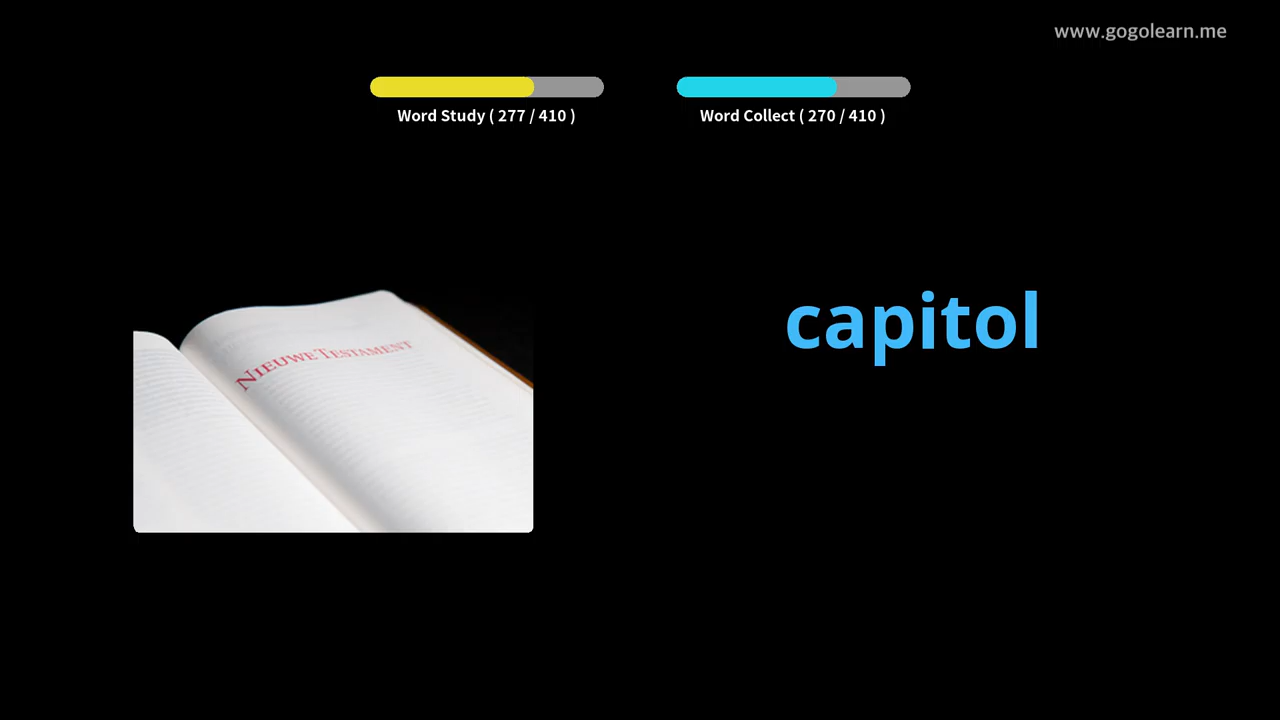 www.gogolearn.me
Word Study ( 277 / 410 )
Word Collect ( 270 / 410 )
capitol
NIEUWE TESTAMENT